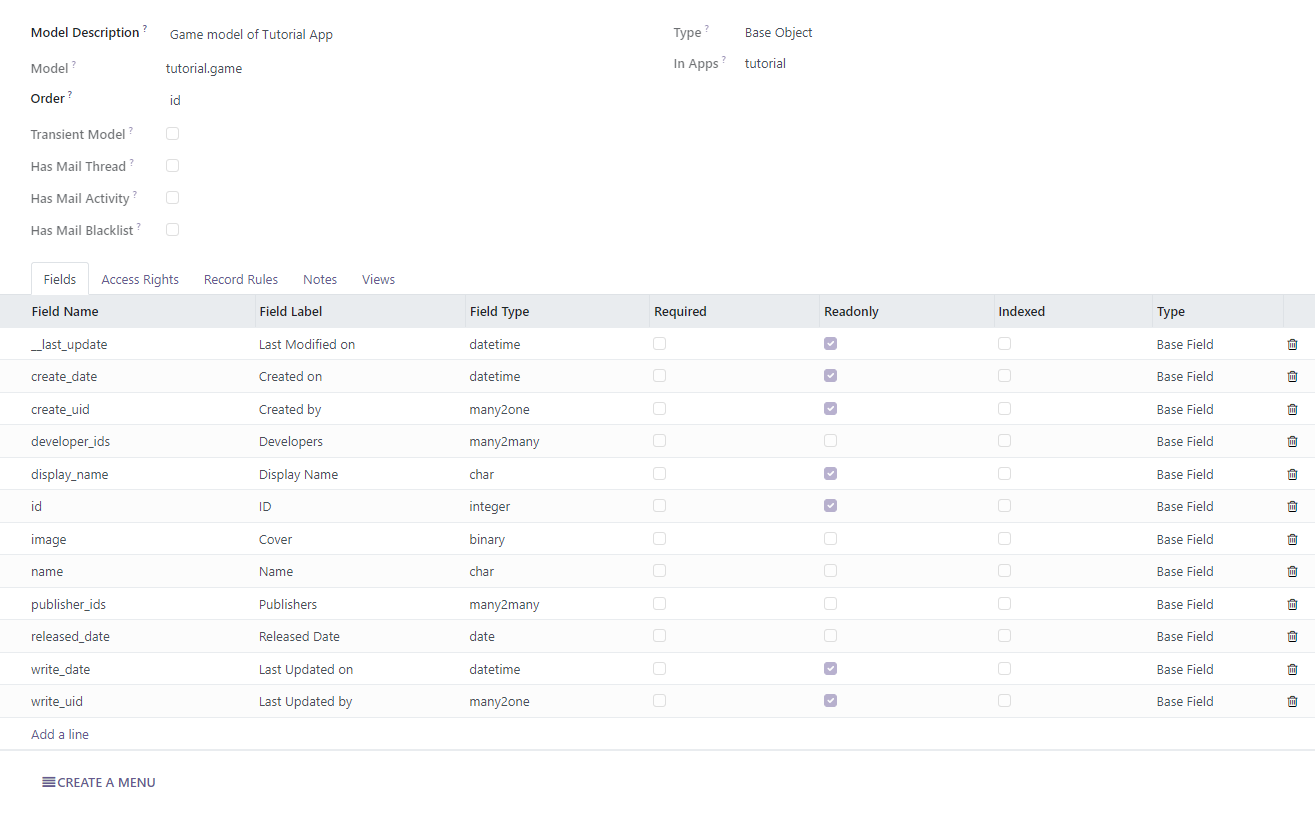 Model Description ? Game model of Tutorial App Type ? Base Object
Model ? tutorial.game In Apps ? tutorial
Order ? id
Transient Model ?
Has Mail Thread ?
Has Mail Activity ?
Has Mail Blacklist ?
Fields Access Rights Record Rules Notes Views
Field Name Field Label Field Type Required Readonly Indexed Type
__last_update Last Modified on datetime Base Field
create_date Created on datetime Base Field
create_uid Created by many2one Base Field
developer_ids Developers many2many Base Field
display_name Display Name char Base Field
id ID integer Base Field
image Cover binary Base Field
name Name char Base Field
publisher_ids Publishers many2many Base Field
released_date Released Date date Base Field
write_date Last Updated on datetime Base Field
write_uid Last Updated by many2one Base Field
Add a line
CREATE A MENU